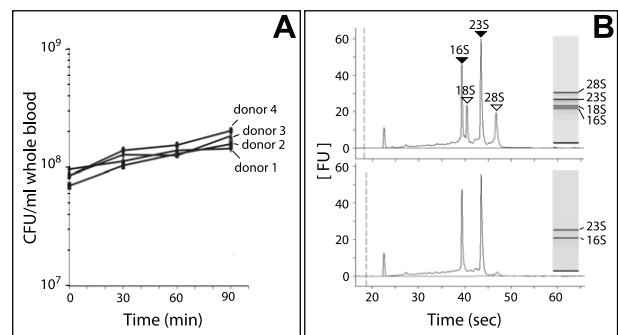 A
10⁹
10⁸
10⁷
CFU/ml whole blood
donor 4
donor 3
donor 2
donor 1
0
30
60
90
Time (min)
B
[ FU ]
60
40
20
0
16S
23S
18S
28S
28S
23S
18S
16S
60
40
20
0
23S
16S
20
30
40
50
60
Time (sec)